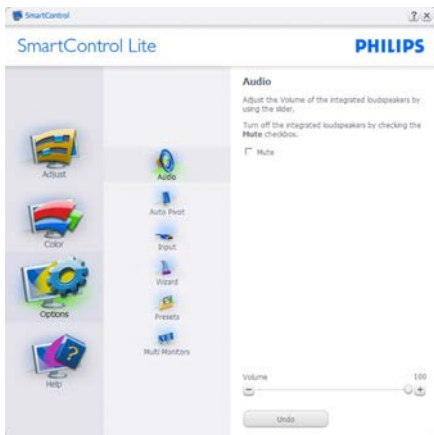 SmartControl
SmartControl Lite
PHILIPS
Adjust
Color
Options
Help
Audio
Auto Pivot
Input
Wizard
Presets
Multi Monitors
Audio
Adjust the Volume of the integrated loudspeakers by
using the slider.
Turn off the integrated loudspeakers by checking the
Mute checkbox.
Mute
Volume
100
Undo